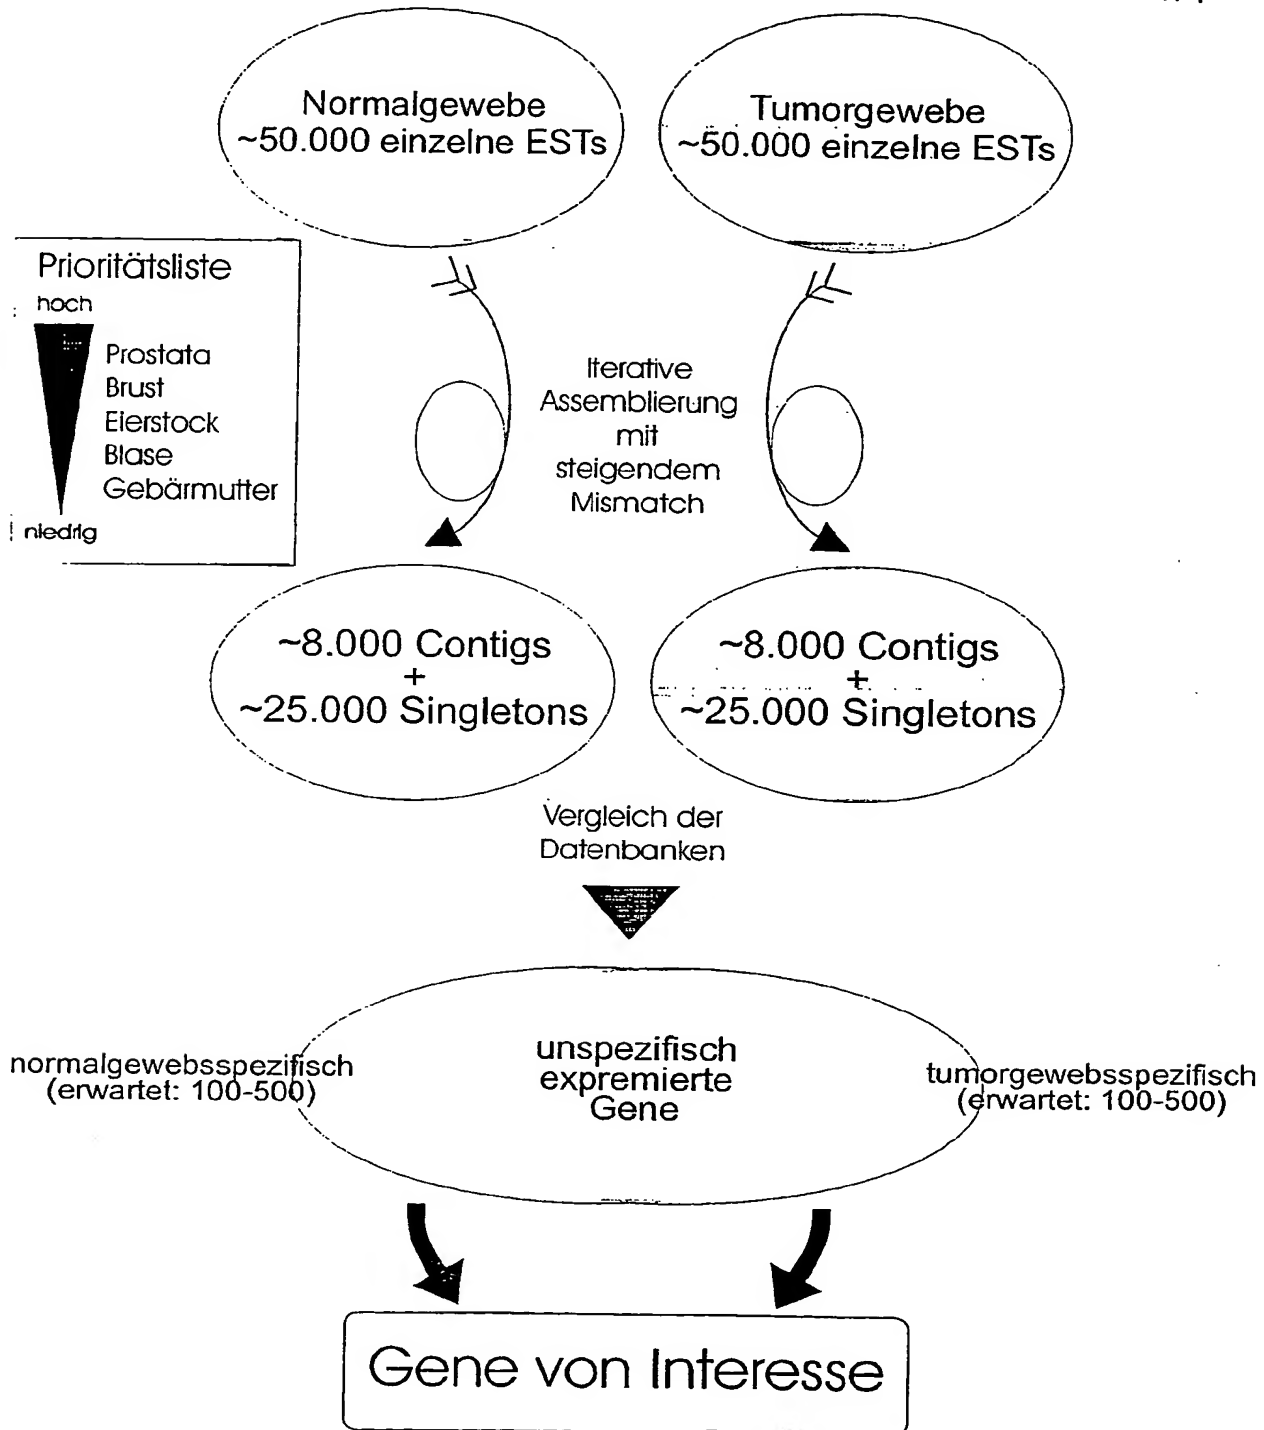 Normalgewebe
~50.000 einzelne ESTs
Tumorgewebe
~50.000 einzelne ESTs
Prioritätsliste
hoch
Prostata
Brust
Eierstock
Blase
Gebärmutter
niedrig
Iterative
Assemblierung
mit
steigendem
Mismatch
~8.000 Contigs
+
~25.000 Singletons
~8.000 Contigs
+
~25.000 Singletons
Vergleich der
Datenbanken
normalgewebsspezifisch
(erwartet: 100-500)
unspezifisch
expremierte
Gene
tumorgewebsspezifisch
(erwartet: 100-500)
Gene von Interesse